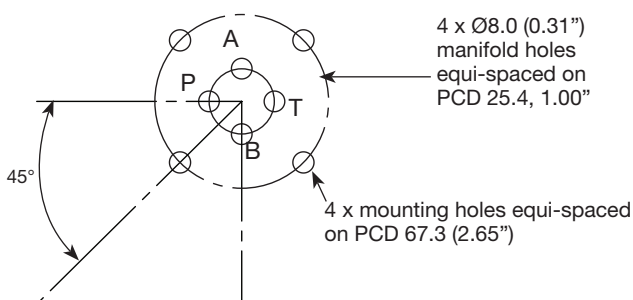 4 x Ø8.0 (0.31”)
manifold holes
equi-spaced on
PCD 25.4, 1.00”
A
P
T
B
45°
4 x mounting holes equi-spaced
on PCD 67.3 (2.65”)